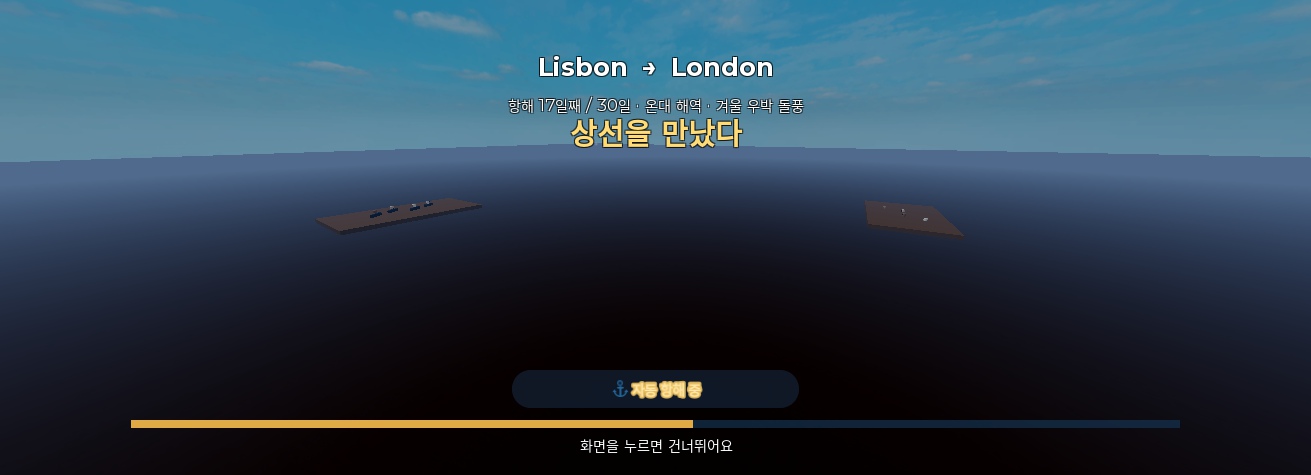 Lisbon → London
항해 17일째 / 30일 · 온대 해역 · 겨울 우박 돌풍
상선을 만났다
⚓ 자동 항해 중
화면을 누르면 건너뛰어요